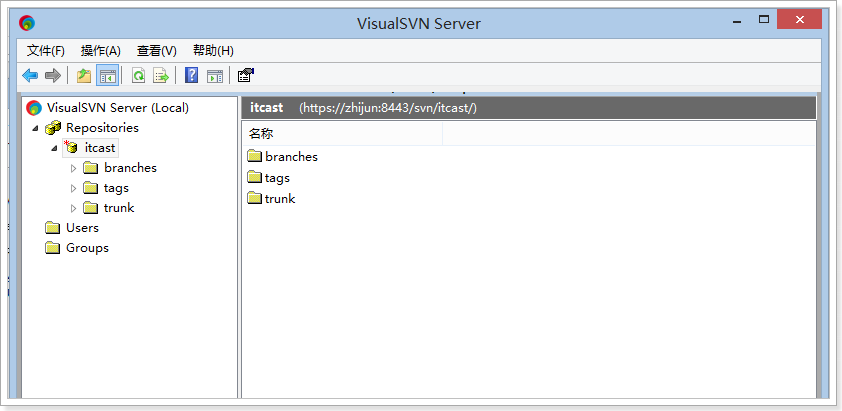 VisualSVN Server
文件(F) 操作(A) 查看(V) 帮助(H)
VisualSVN Server (Local)
Repositories
itcast
branches
tags
trunk
Users
Groups
itcast (https://zhijun:8443/svn/itcast/)
名称
branches
tags
trunk